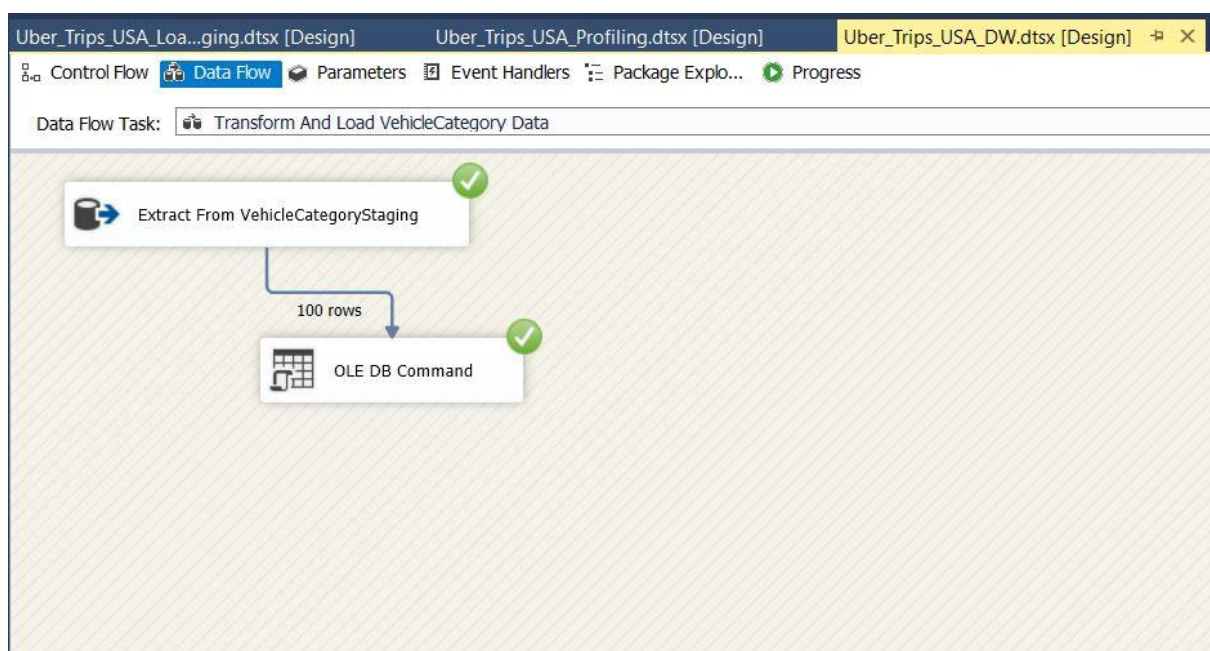 Uber_Trips_USA_Loa...ging.dtsx [Design] Uber_Trips_USA_Profiling.dtsx [Design] Uber_Trips_USA_DW.dtsx [Design]
Control Flow Data Flow Parameters Event Handlers Package Explo... Progress
Data Flow Task: Transform And Load VehicleCategory Data
Extract From VehicleCategoryStaging
100 rows
OLE DB Command